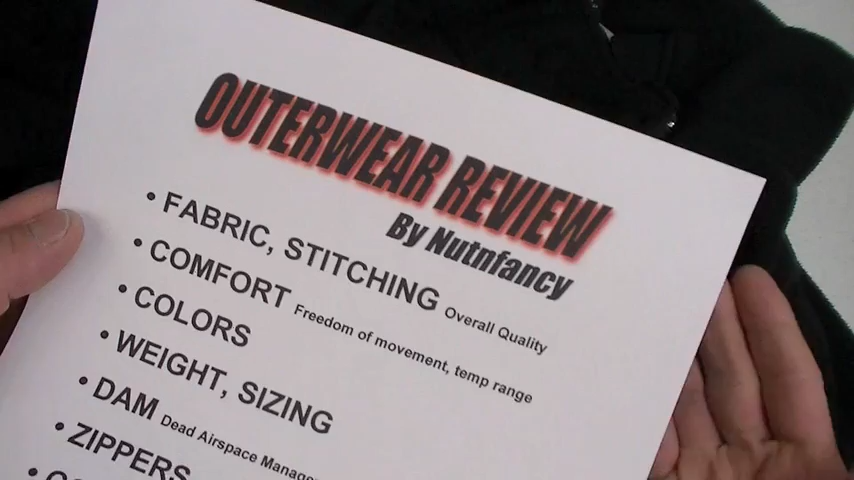 OUTERWEAR REVIEW
By Nutnfancy
• FABRIC, STITCHING Overall Quality
• COMFORT Freedom of movement, temp range
• COLORS
• WEIGHT, SIZING
• DAM Dead Airspace
• ZIPPERS